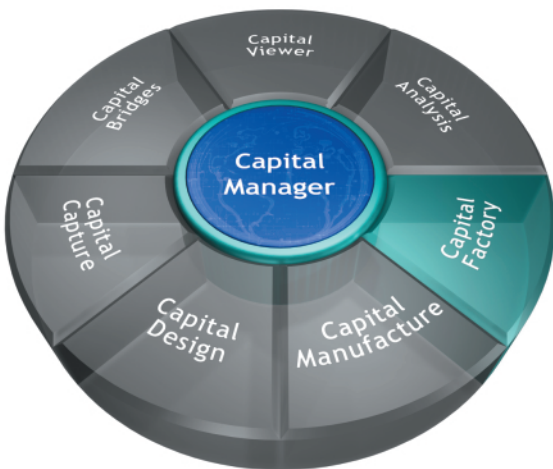 Capital
Viewer
Capital
Analysis
Capital
Bridges
Capital
Manager
Capital
Factory
Capital
Capture
Capital
Design
Capital
Manufacture